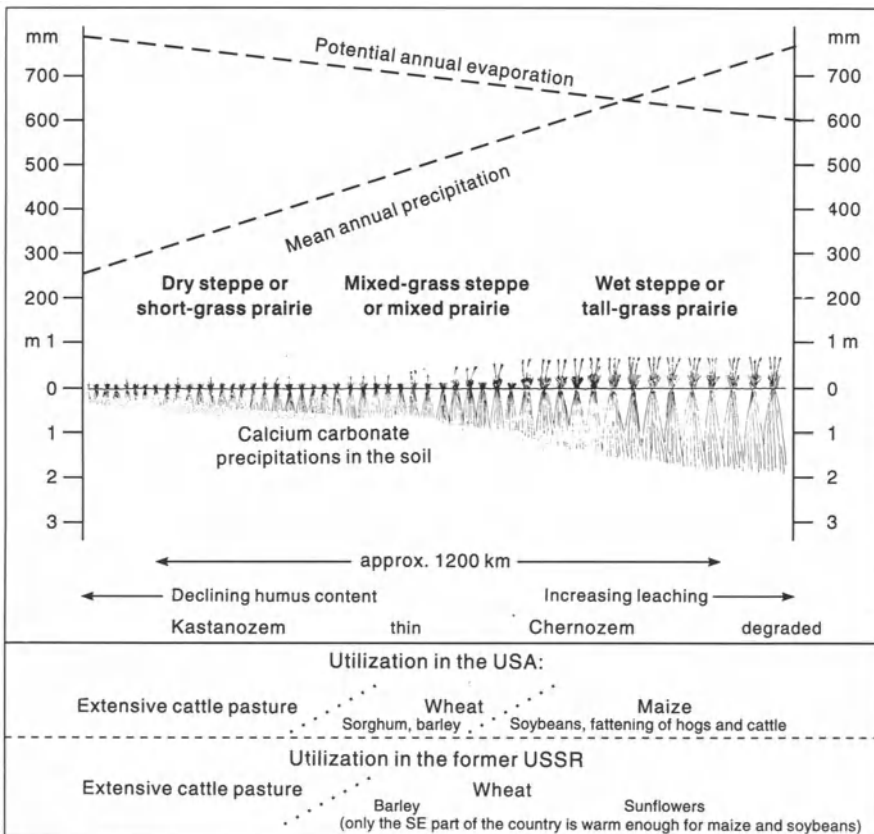 mm
mm
Potential annual evaporation
700
700
600
600
500
500
400
400
Mean annual precipitation
300
300
Dry steppe or
short-grass prairie
Mixed-grass steppe
or mixed prairie
Wet steppe or
tall-grass prairie
200
200
m 1
1 m
0
0
Calcium carbonate
precipitations in the soil
1
1
2
2
3
3
approx. 1200 km
Declining humus content
Increasing leaching
Kastanozem thin Chernozem degraded
Utilization in the USA:
Extensive cattle pasture Wheat Maize
Sorghum, barley Soybeans, fattening of hogs and cattle
Utilization in the former USSR
Extensive cattle pasture Wheat
Barley Sunflowers
(only the SE part of the country is warm enough for maize and soybeans)